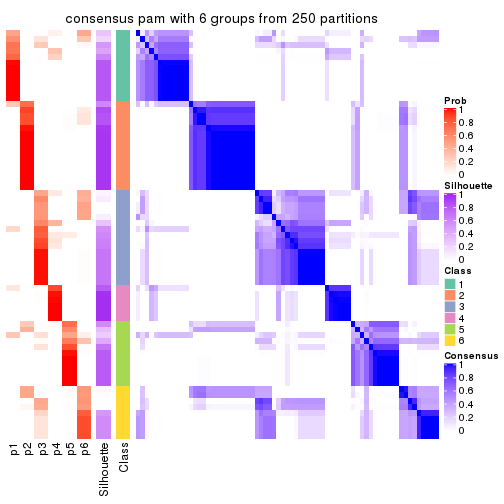 consensus pam with 6 groups from 250 partitions
Prob
1
0.8
0.6
0.4
0.2
0
Silhouette
1
0.8
0.6
0.4
0.2
0
Class
1
2
3
4
5
6
Consensus
1
0.8
0.6
0.4
0.2
0
p1
p2
p3
p4
p5
p6
Silhouette
Class